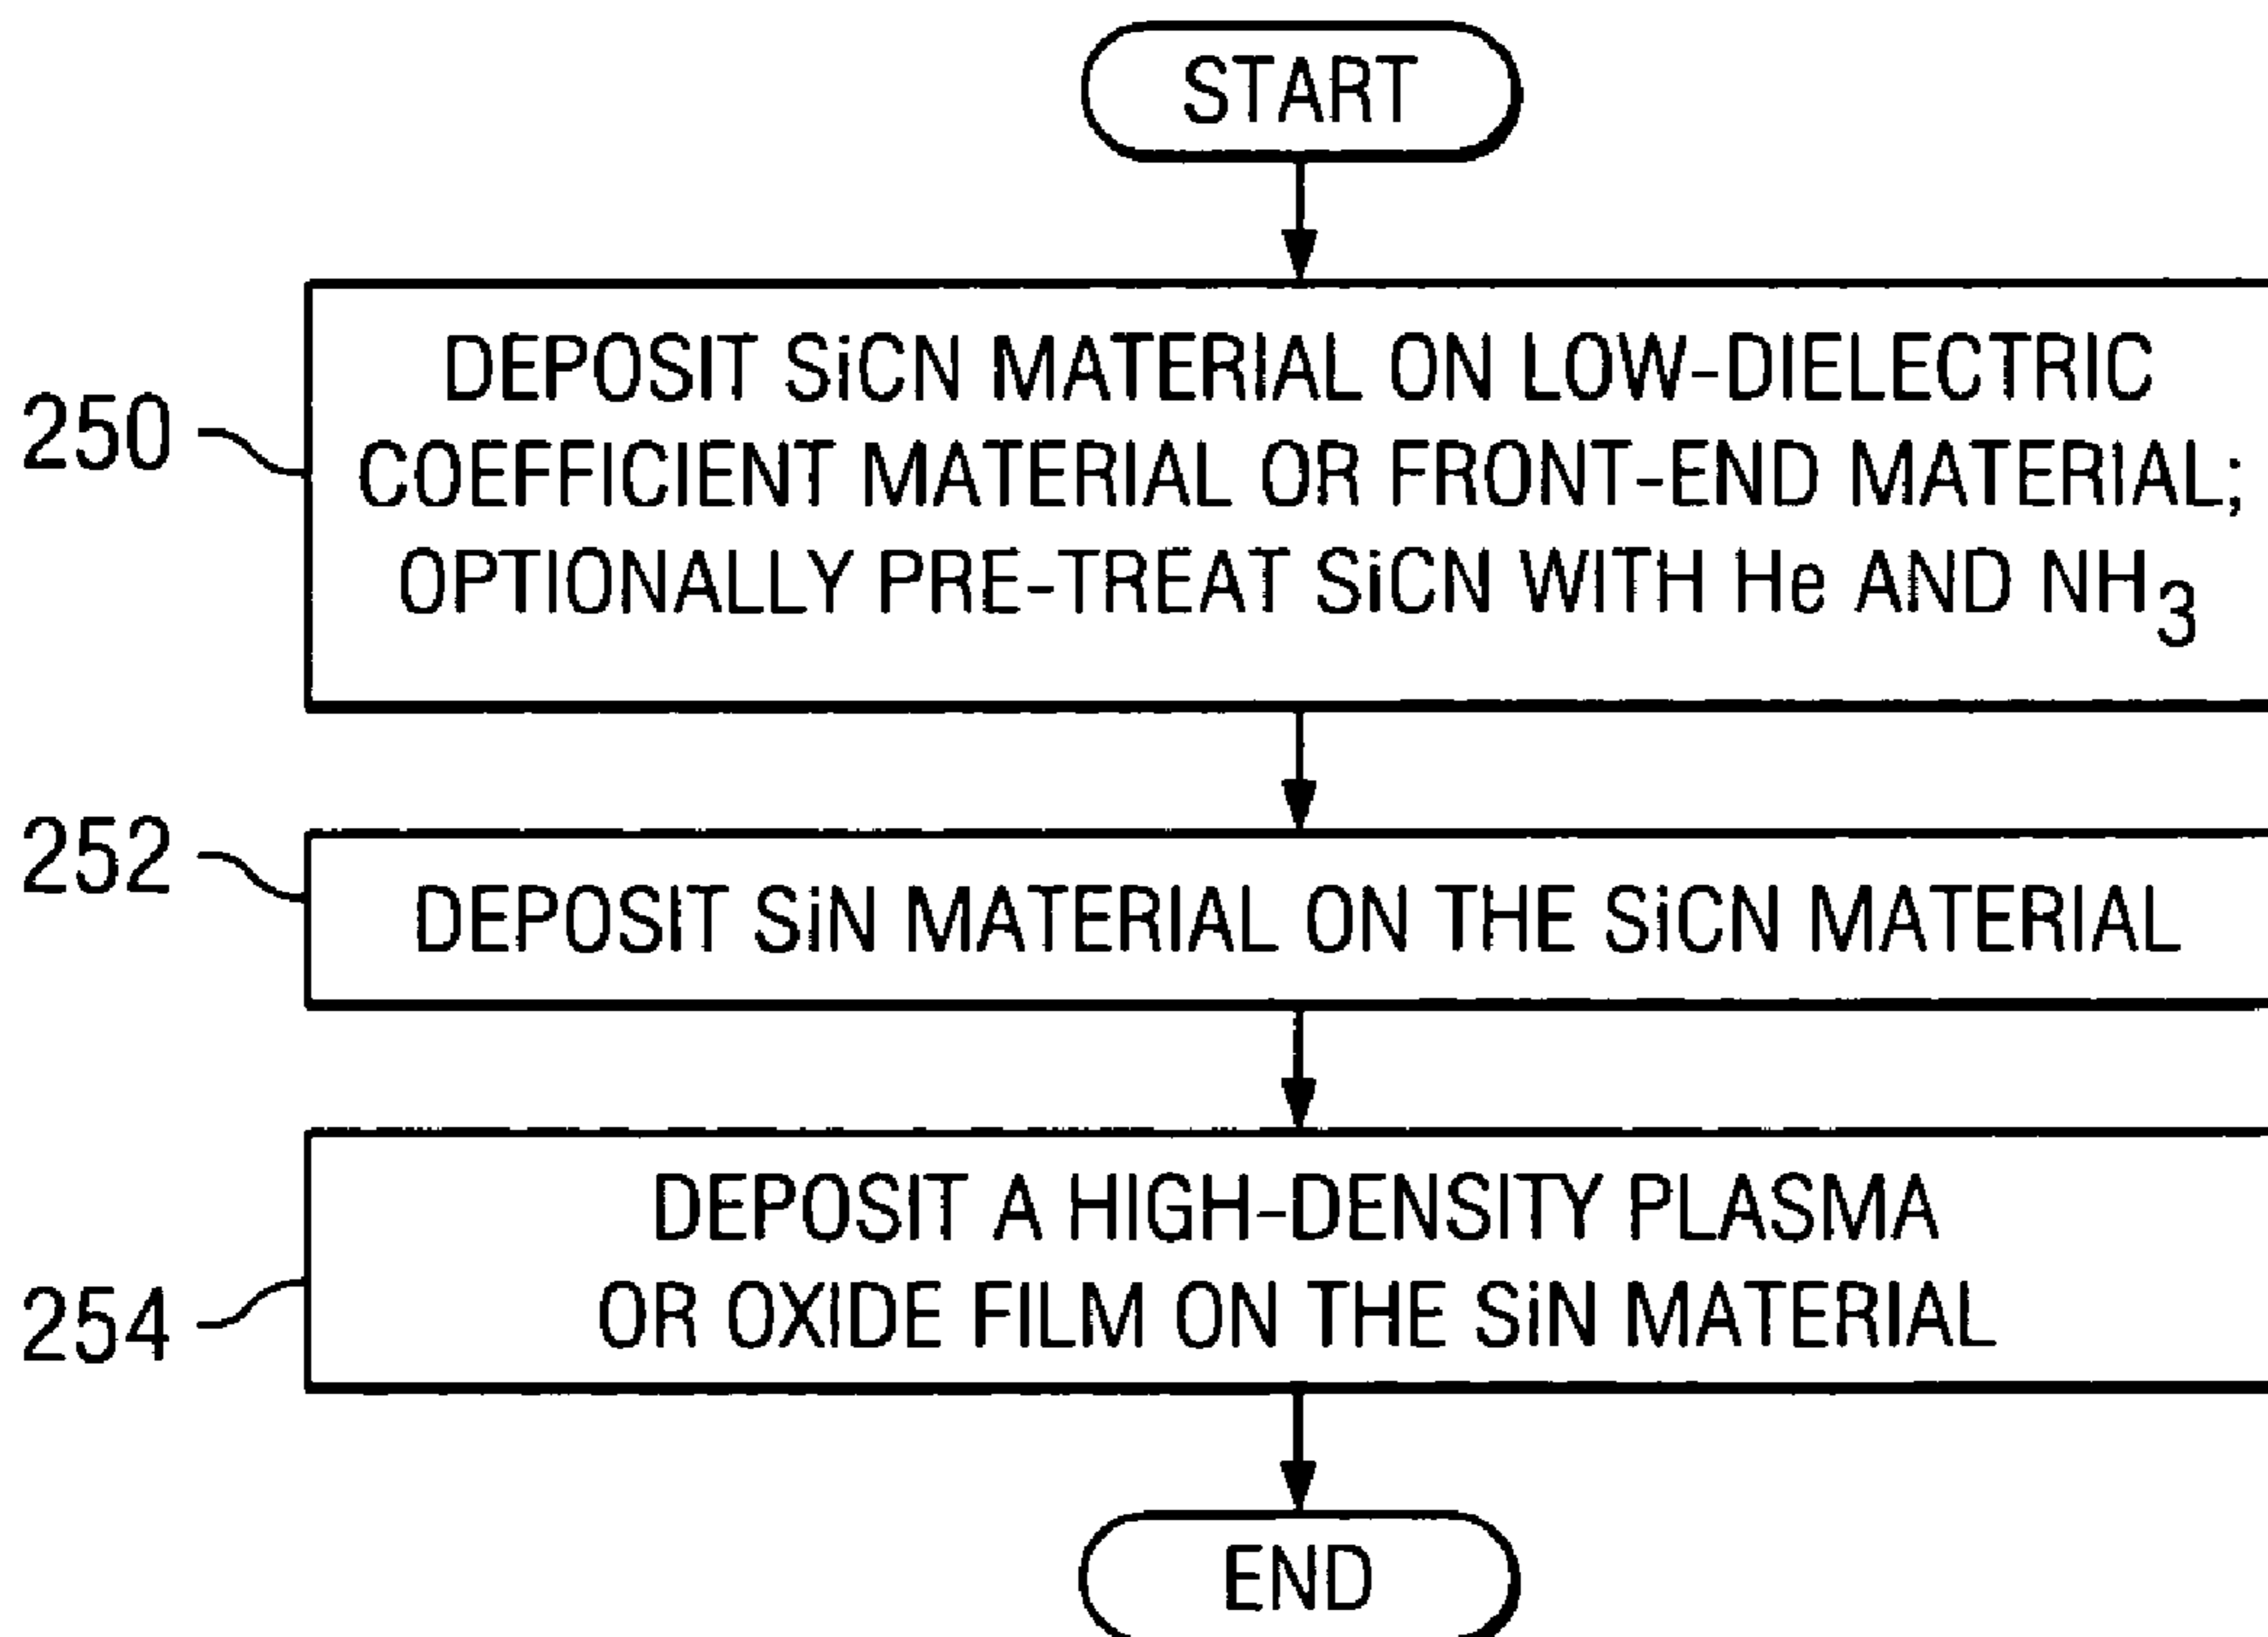 START
250
DEPOSIT SiCN MATERIAL ON LOW-DIELECTRIC
COEFFICIENT MATERIAL OR FRONT-END MATERIAL;
OPTIONALLY PRE-TREAT SiCN WITH He AND NH3
252
DEPOSIT SiN MATERIAL ON THE SiCN MATERIAL
254
DEPOSIT A HIGH-DENSITY PLASMA
OR OXIDE FILM ON THE SiN MATERIAL
END